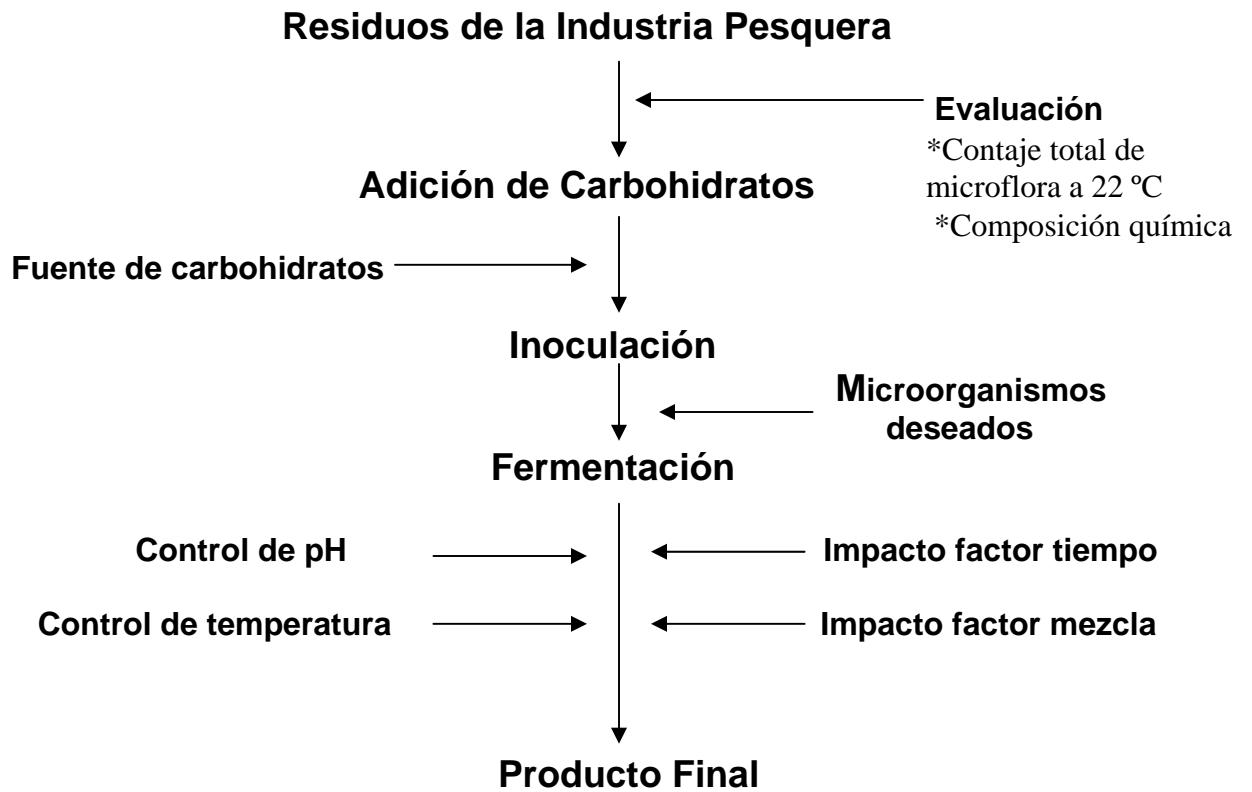 Residuos de la Industria Pesquera
Evaluación
*Contaje total de
microflora a 22 ºC
*Composición química
Adición de Carbohidratos
Fuente de carbohidratos
Inoculación
Microorganismos
deseados
Fermentación
Control de pH
Impacto factor tiempo
Control de temperatura
Impacto factor mezcla
Producto Final